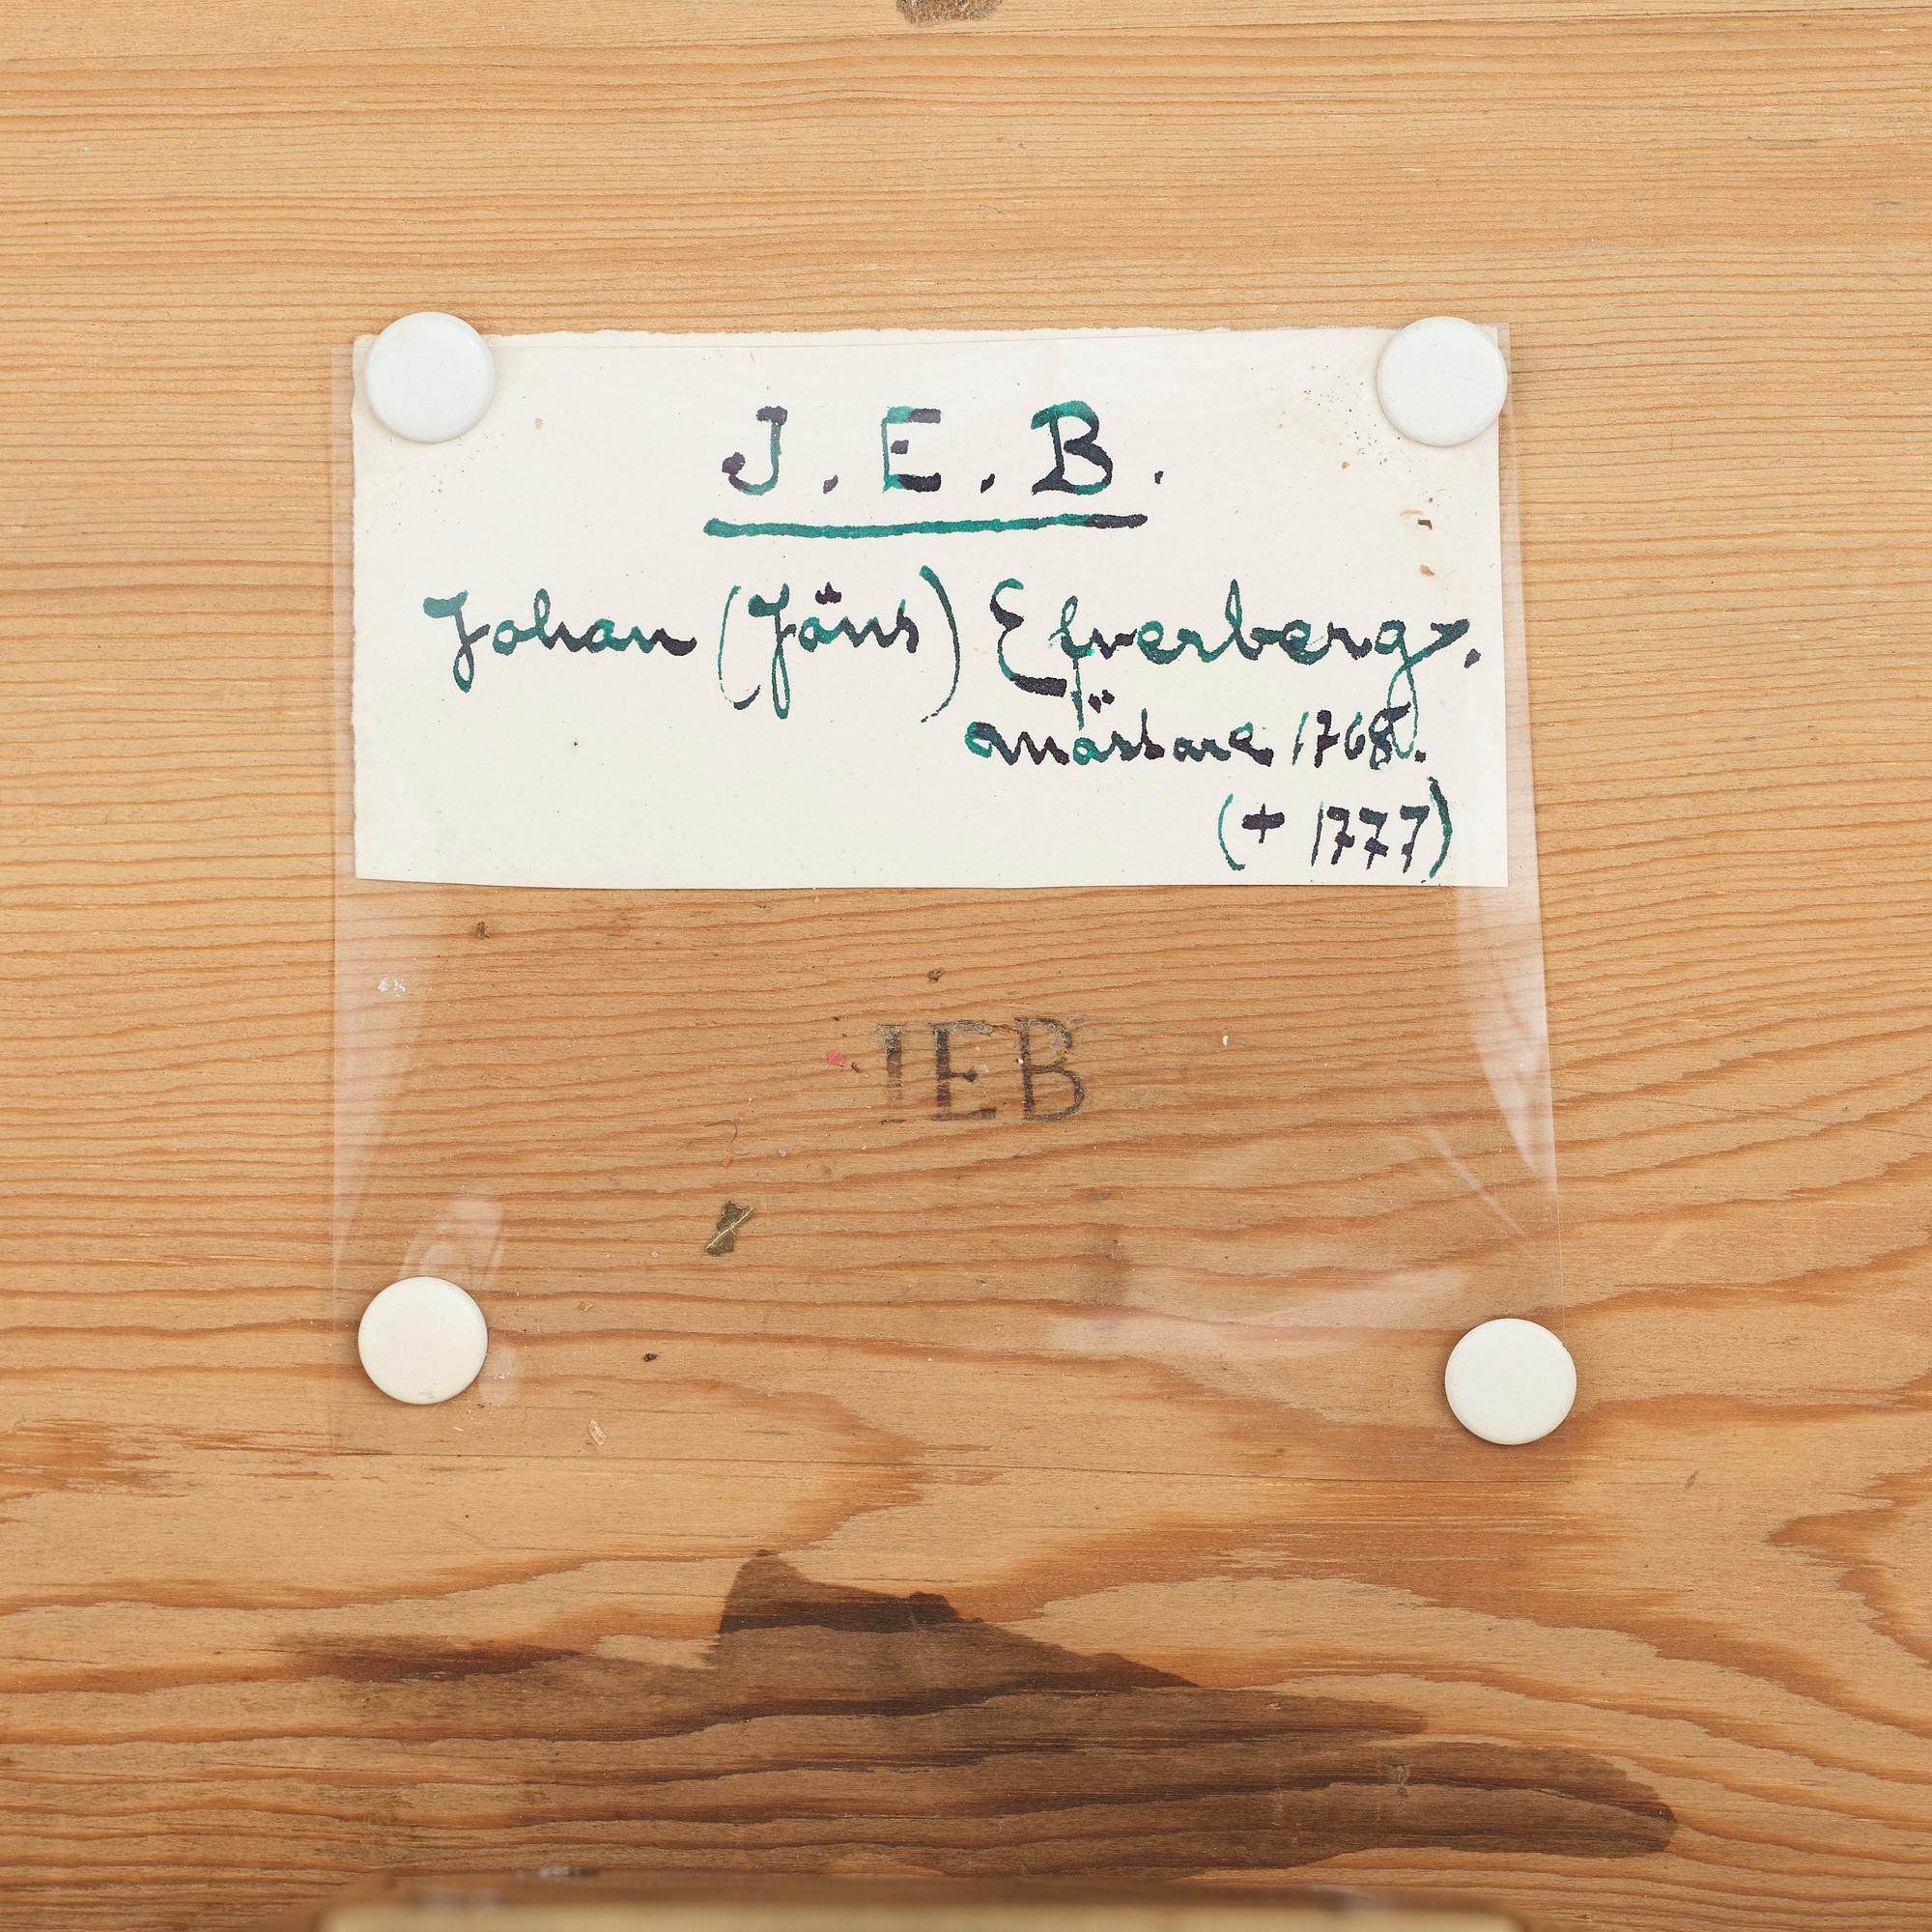 J. E. B.
Johan (Jöns) Efverberg.
mästare 1768.
(+ 1777)
IEB